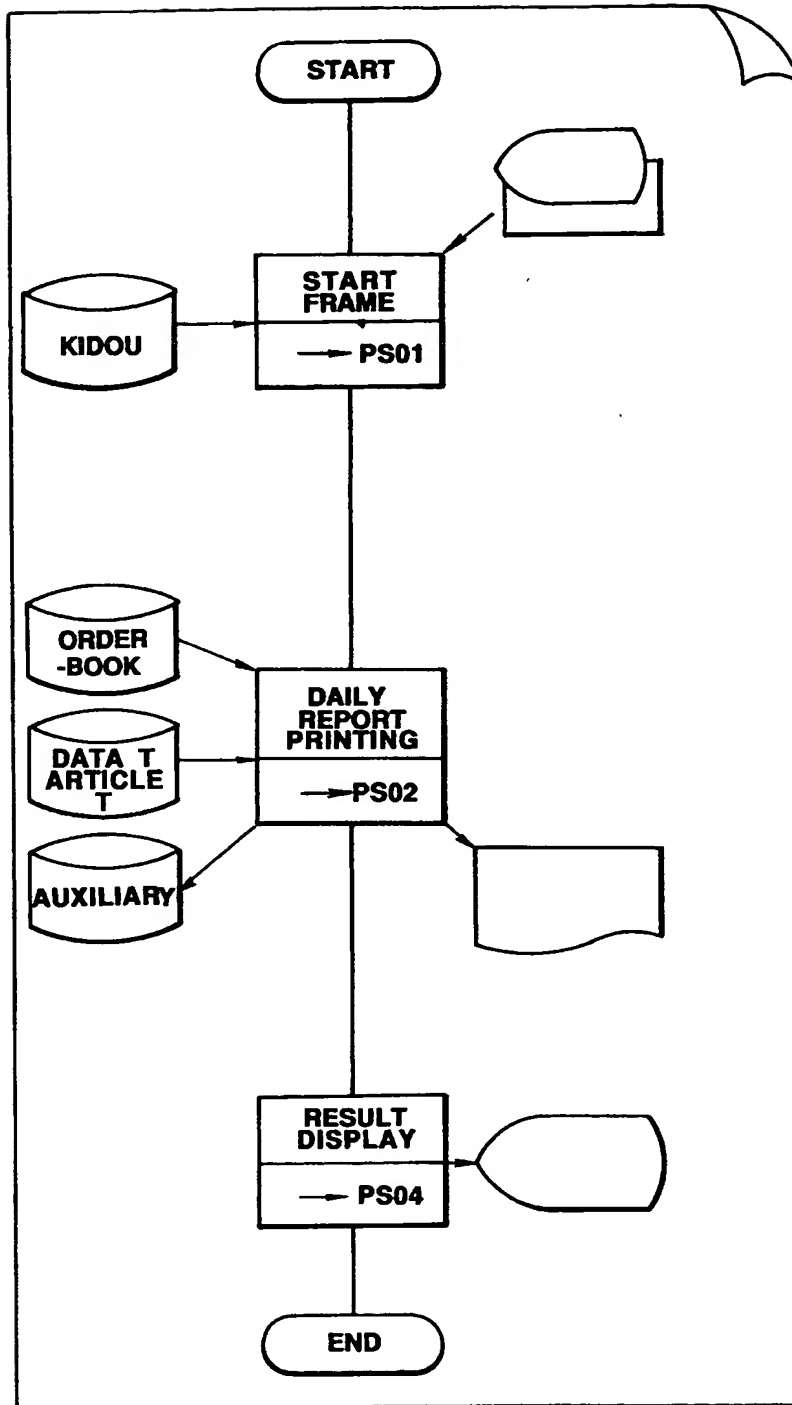 START
START
FRAME
→ PS01
KIDOU
ORDER
-BOOK
DAILY
REPORT
PRINTING
→ PS02
DATA T
ARTICLE
T
AUXILIARY
RESULT
DISPLAY
→ PS04
END